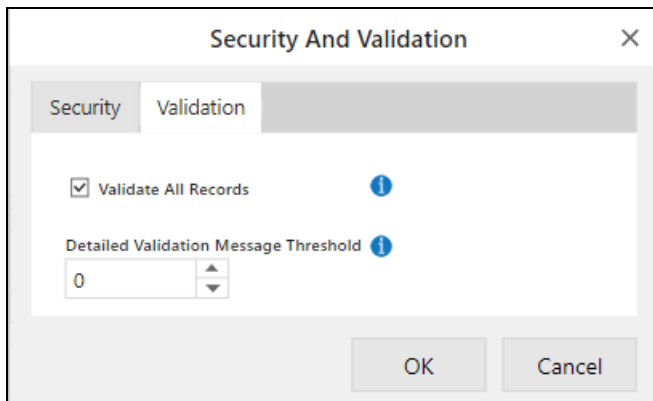 Security And Validation
Security Validation
Validate All Records
Detailed Validation Message Threshold
0
OK Cancel